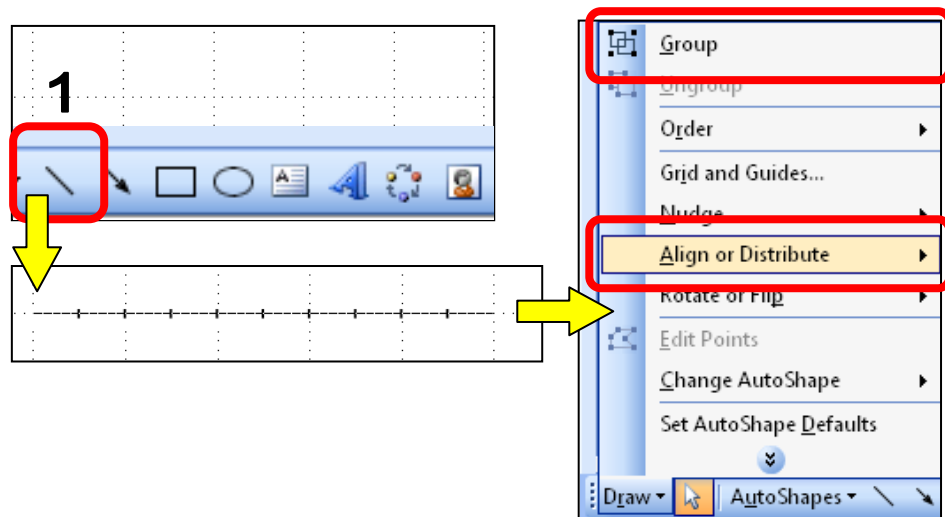 1
Group
Ungroup
Order
Grid and Guides...
Nudge
Align or Distribute
Rotate or Flip
Edit Points
Change AutoShape
Set AutoShape Defaults
Draw AutoShapes